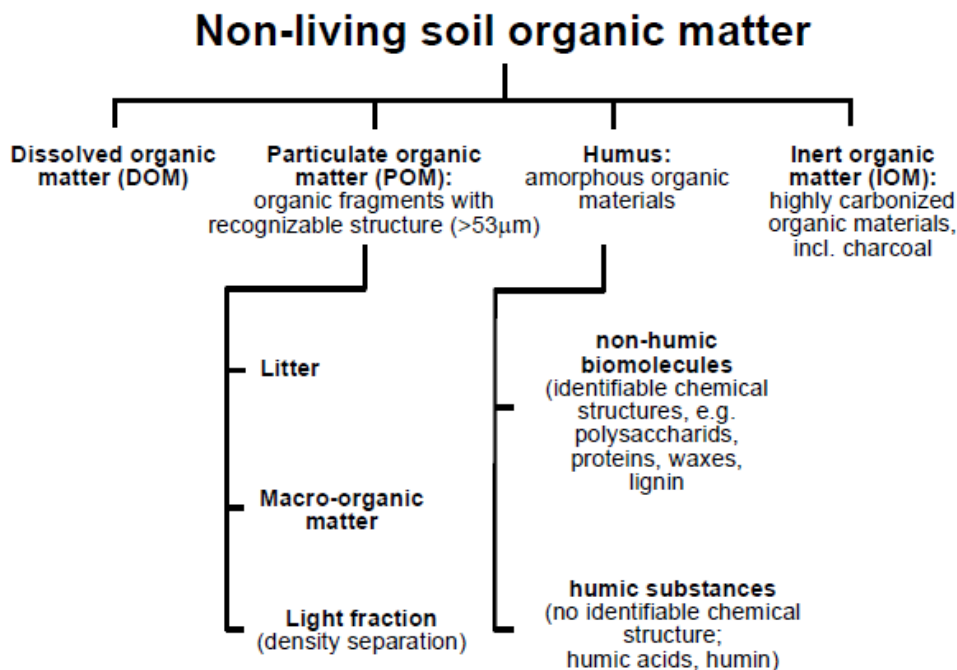 Non-living soil organic matter
Dissolved organic
matter (DOM)
Particulate organic
matter (POM):
organic fragments with
recognizable structure (>53μm)
Humus:
amorphous organic
materials
Inert organic
matter (IOM):
highly carbonized
organic materials,
incl. charcoal
Litter
Macro-organic
matter
Light fraction
(density separation)
non-humic
biomolecules
(identifiable chemical
structures, e.g.
polysaccharids,
proteins, waxes,
lignin
humic substances
(no identifiable chemical
structure;
humic acids, humin)